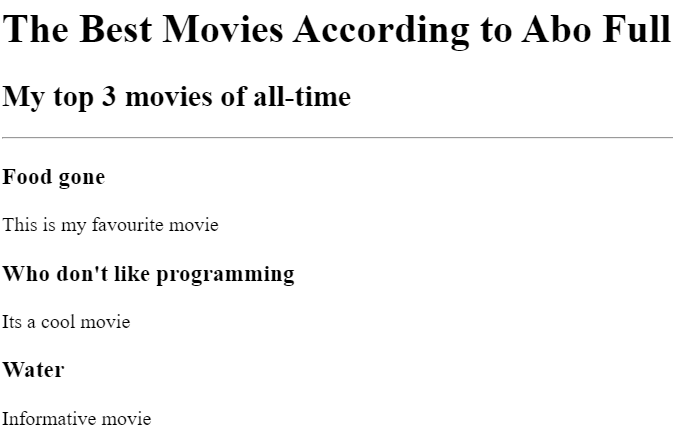 The Best Movies According to Abo Full
My top 3 movies of all-time
Food gone
This is my favourite movie
Who don't like programming
Its a cool movie
Water
Informative movie